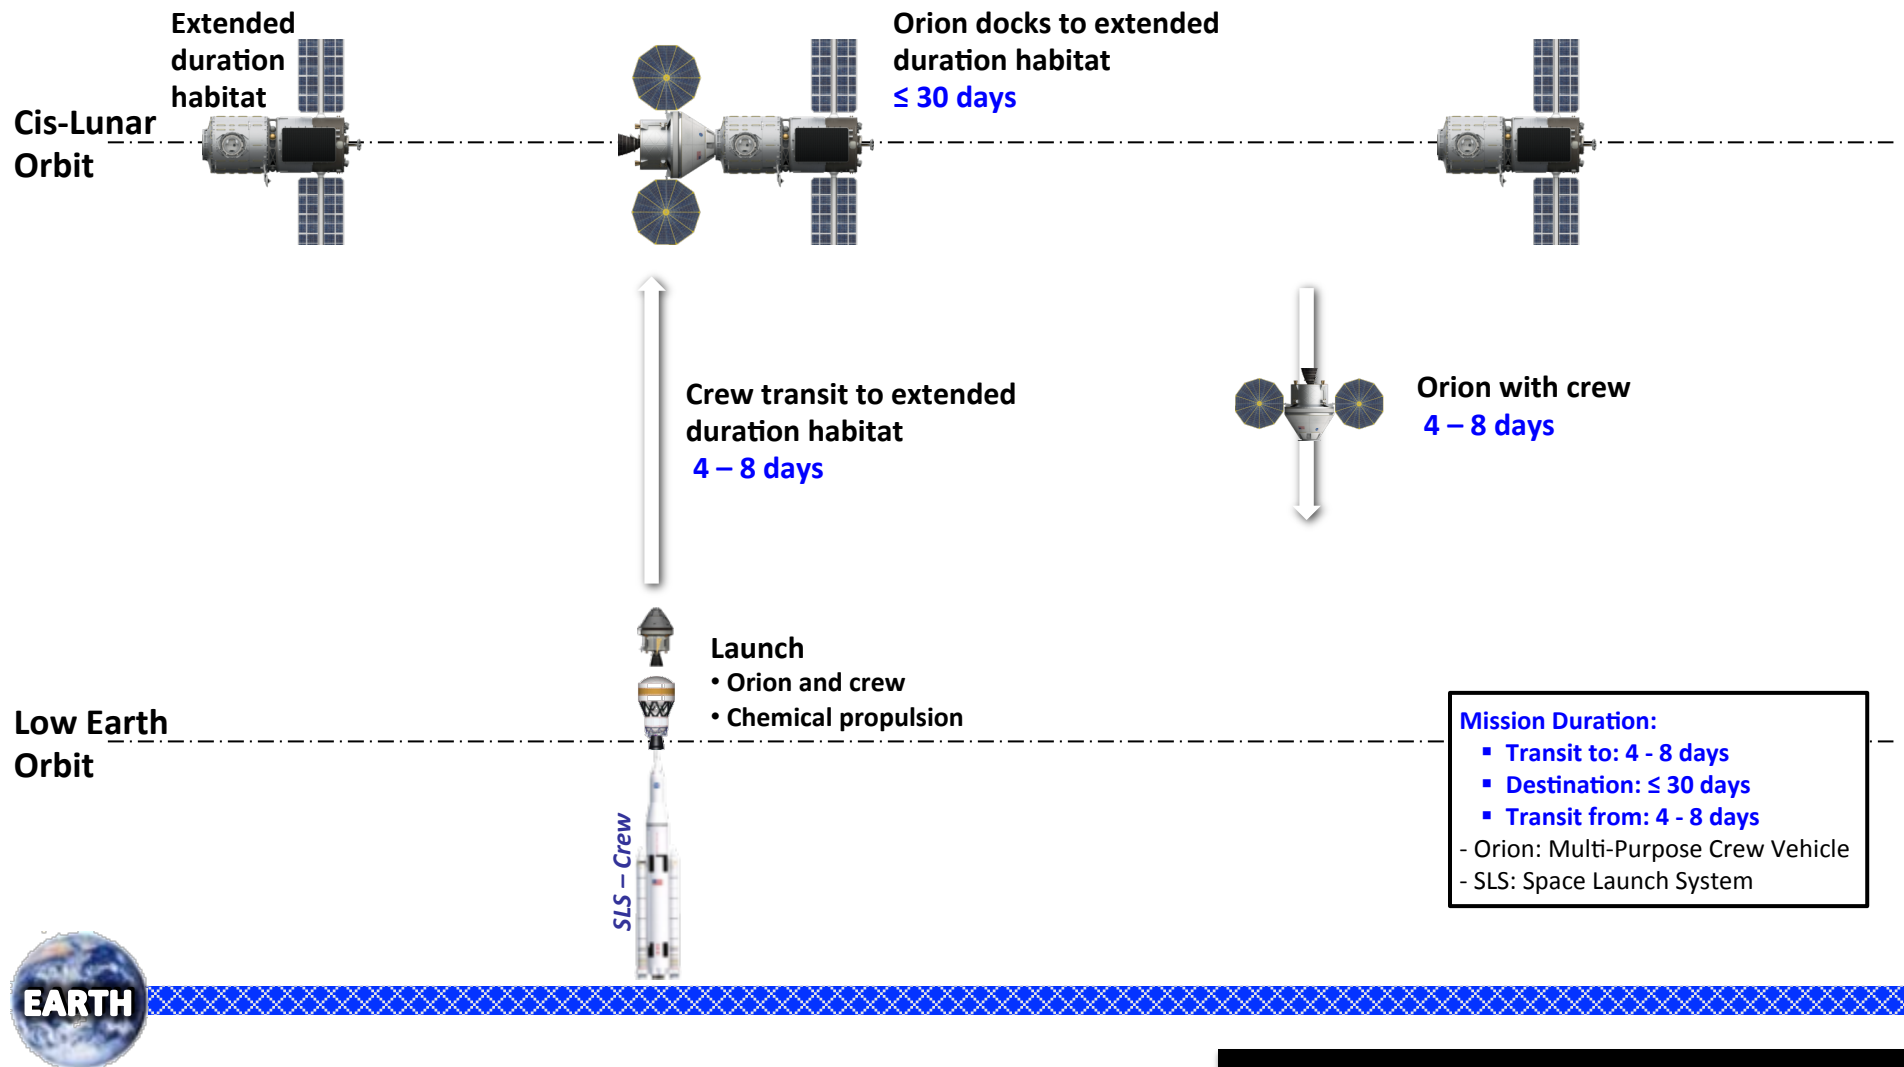 Extended
duration
habitat
Orion docks to extended
duration habitat
≤ 30 days
Cis-Lunar
Orbit
Crew transit to extended
duration habitat
4 – 8 days
Orion with crew
4 – 8 days
Launch
• Orion and crew
• Chemical propulsion
Low Earth
Orbit
SLS – Crew
Mission Duration:
▪ Transit to: 4 - 8 days
▪ Destination: ≤ 30 days
▪ Transit from: 4 - 8 days
- Orion: Multi-Purpose Crew Vehicle
- SLS: Space Launch System
EARTH